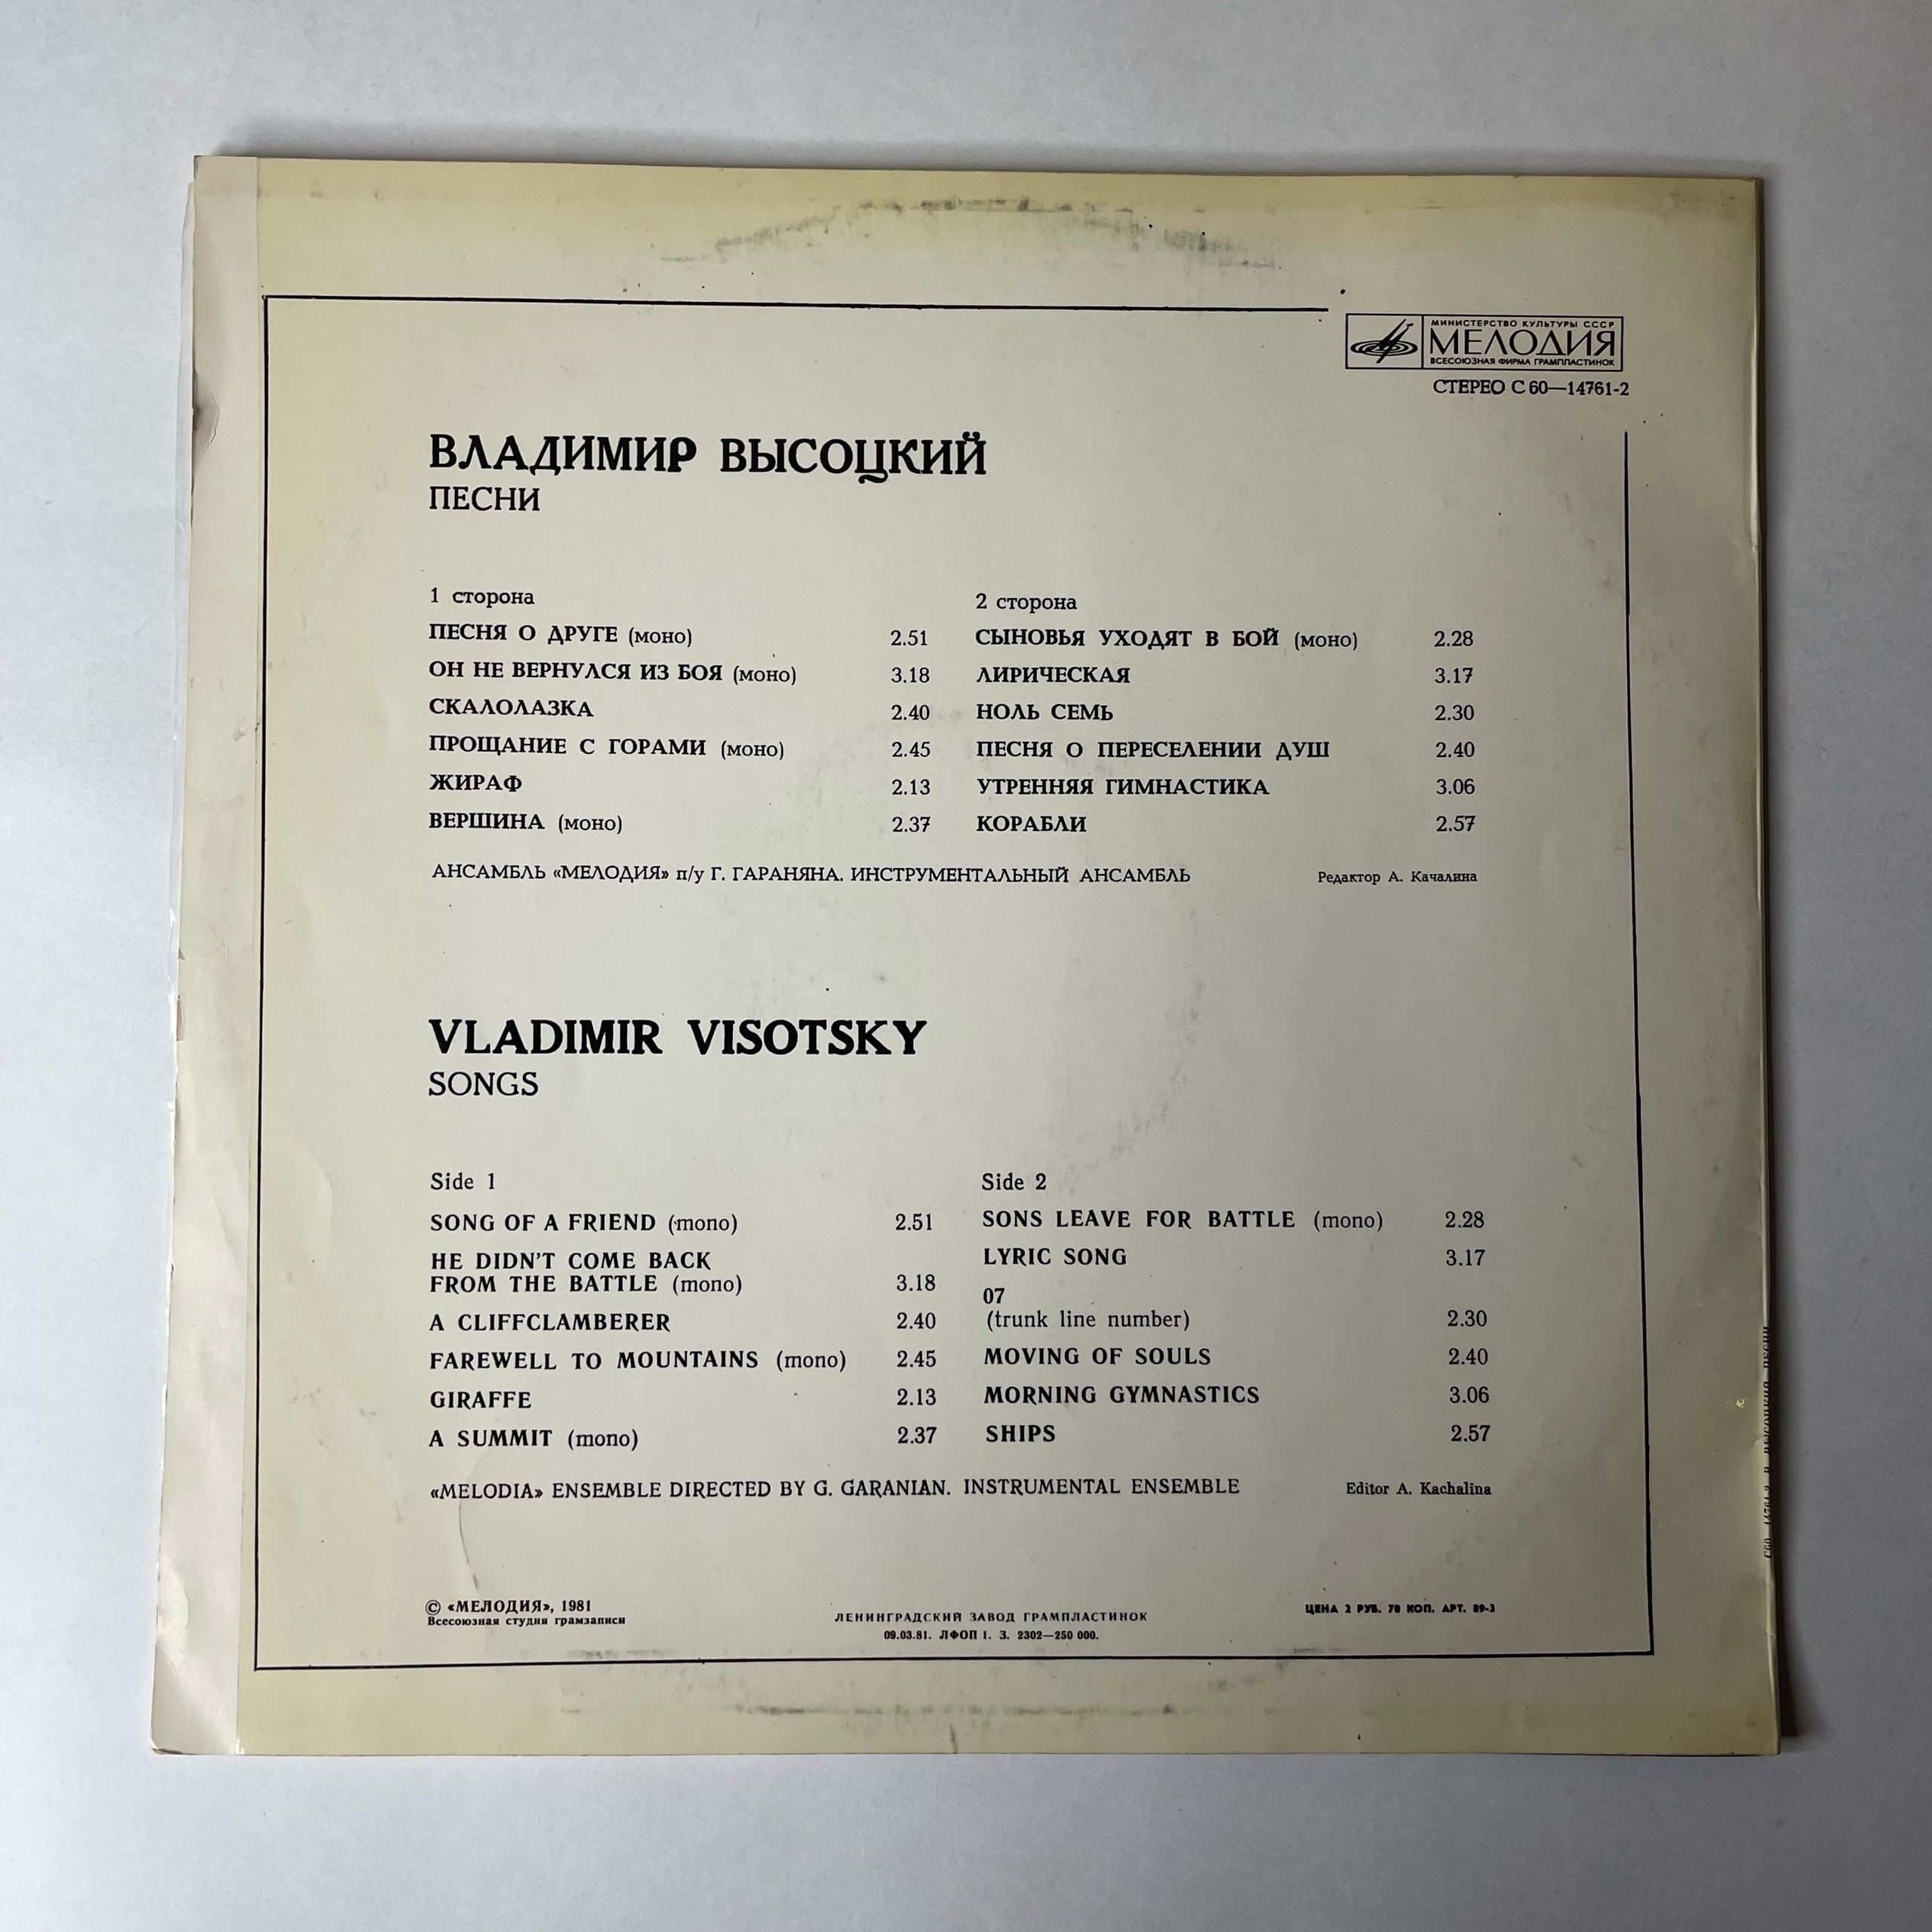 МИНИСТЕРСТВО КУЛЬТУРЫ СССР
МЕЛОДИЯ
ВСЕСОЮЗНАЯ ФИРМА ГРАМПЛАСТИНОК
СТЕРЕО С 60—14761-2
ВЛАДИМИР ВЫСОЦКИЙ
ПЕСНИ
1 сторона
ПЕСНЯ О ДРУГЕ (моно) 2.51
ОН НЕ ВЕРНУЛСЯ ИЗ БОЯ (моно) 3.18
СКАЛОЛАЗКА 2.40
ПРОЩАНИЕ С ГОРАМИ (моно) 2.45
ЖИРАФ 2.13
ВЕРШИНА (моно) 2.37
2 сторона
СЫНОВЬЯ УХОДЯТ В БОЙ (моно) 2.28
ЛИРИЧЕСКАЯ 3.17
НОЛЬ СЕМЬ 2.30
ПЕСНЯ О ПЕРЕСЕЛЕНИИ ДУШ 2.40
УТРЕННЯЯ ГИМНАСТИКА 3.06
КОРАБЛИ 2.57
АНСАМБЛЬ «МЕЛОДИЯ» п/у Г. ГАРАНЯНА. ИНСТРУМЕНТАЛЬНЫЙ АНСАМБЛЬ
Редактор А. Качалина
VLADIMIR VISOTSKY
SONGS
Side 1
SONG OF A FRIEND (mono) 2.51
HE DIDN'T COME BACK
FROM THE BATTLE (mono) 3.18
A CLIFFCLAMBERER 2.40
FAREWELL TO MOUNTAINS (mono) 2.45
GIRAFFE 2.13
A SUMMIT (mono) 2.37
Side 2
SONS LEAVE FOR BATTLE (mono) 2.28
LYRIC SONG 3.17
07
(trunk line number) 2.30
MOVING OF SOULS 2.40
MORNING GYMNASTICS 3.06
SHIPS 2.57
«MELODIA» ENSEMBLE DIRECTED BY G. GARANIAN. INSTRUMENTAL ENSEMBLE
Editor A. Kachalina
© «МЕЛОДИЯ», 1981
Всесоюзная студия грамзаписи
ЛЕНИНГРАДСКИЙ ЗАВОД ГРАМПЛАСТИНОК
09.03.81. ЛФОП 1. З. 2302—250 000.
ЦЕНА 2 РУБ. 70 КОП. АРТ. 89-3